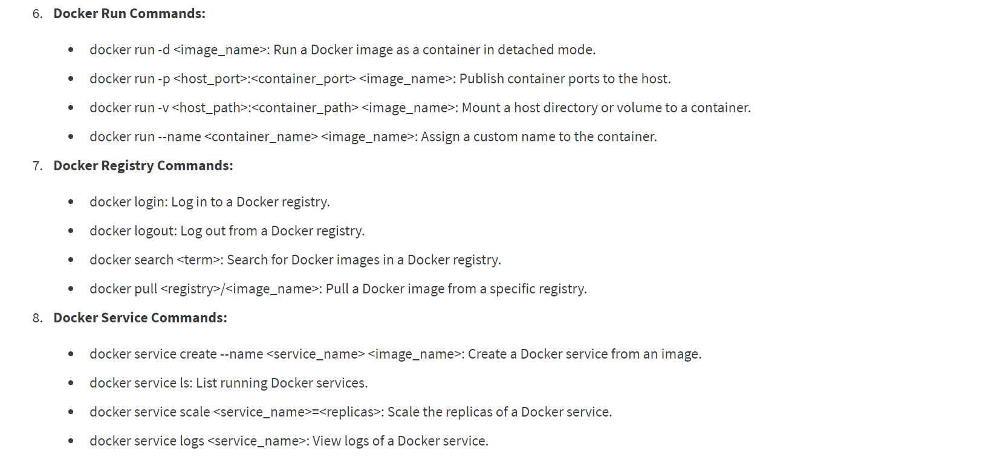 6. Docker Run Commands:
• docker run -d <image_name>: Run a Docker image as a container in detached mode.
• docker run -p <host_port>:<container_port> <image_name>: Publish container ports to the host.
• docker run -v <host_path>:<container_path> <image_name>: Mount a host directory or volume to a container.
• docker run --name <container_name> <image_name>: Assign a custom name to the container.
7. Docker Registry Commands:
• docker login: Log in to a Docker registry.
• docker logout: Log out from a Docker registry.
• docker search <term>: Search for Docker images in a Docker registry.
• docker pull <registry>/<image_name>: Pull a Docker image from a specific registry.
8. Docker Service Commands:
• docker service create --name <service_name> <image_name>: Create a Docker service from an image.
• docker service ls: List running Docker services.
• docker service scale <service_name>=<replicas>: Scale the replicas of a Docker service.
• docker service logs <service_name>: View logs of a Docker service.